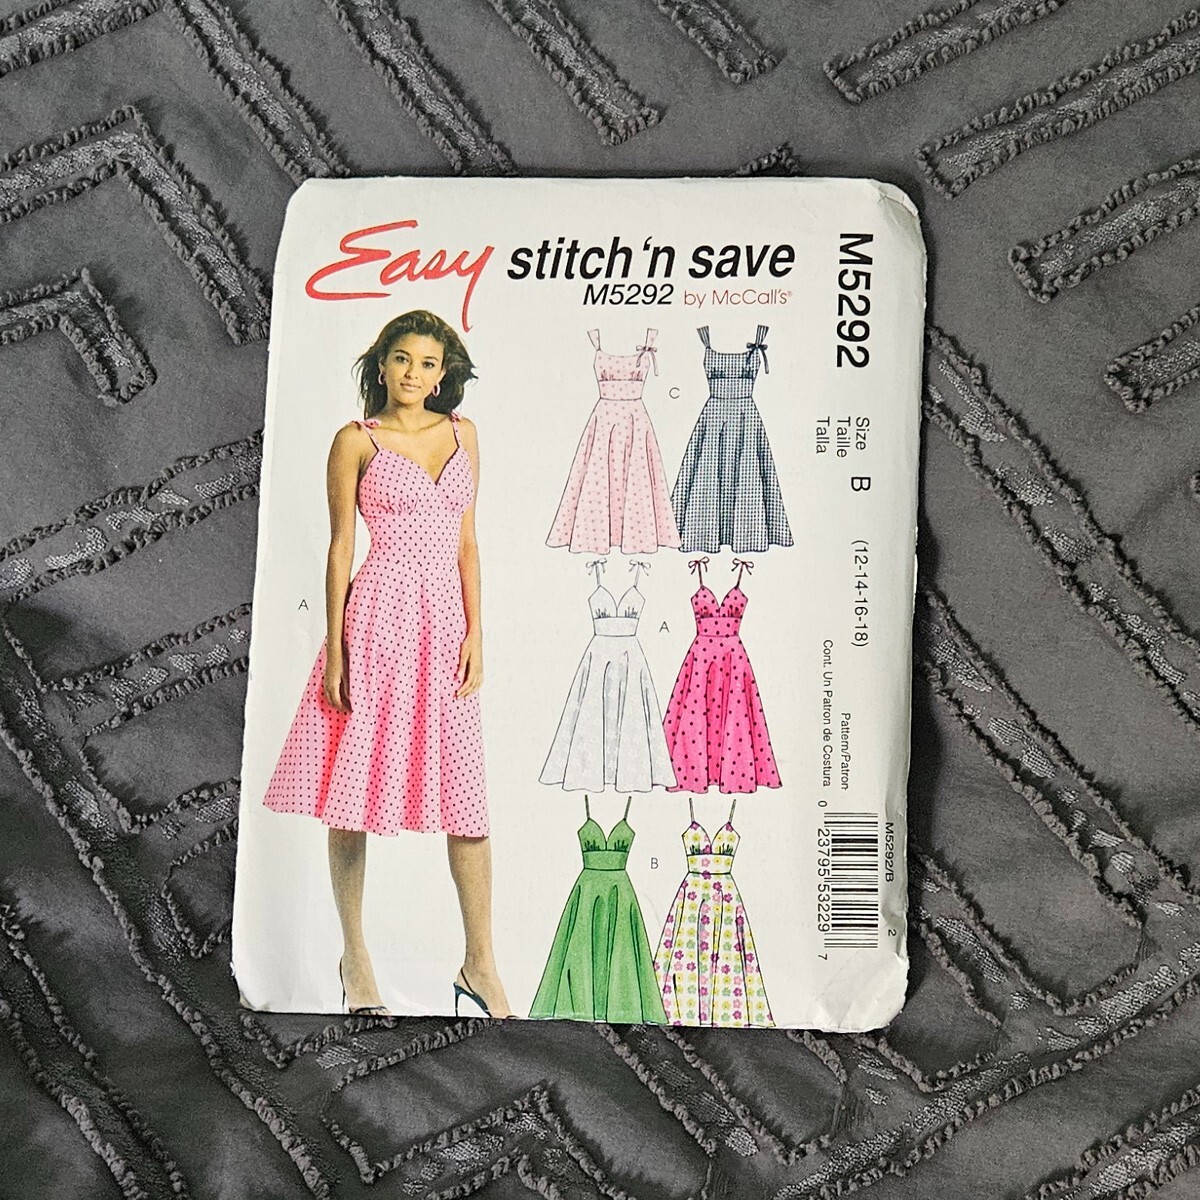 Easy stitch 'n save
M5292 by McCall's®
A
C
A
B
M5292
Size B (12-14-16-18)
Taille
Talla
Pattern/Patron
Cont. Un Patron de Costura
M5292/B
0 23795 53229 7
2